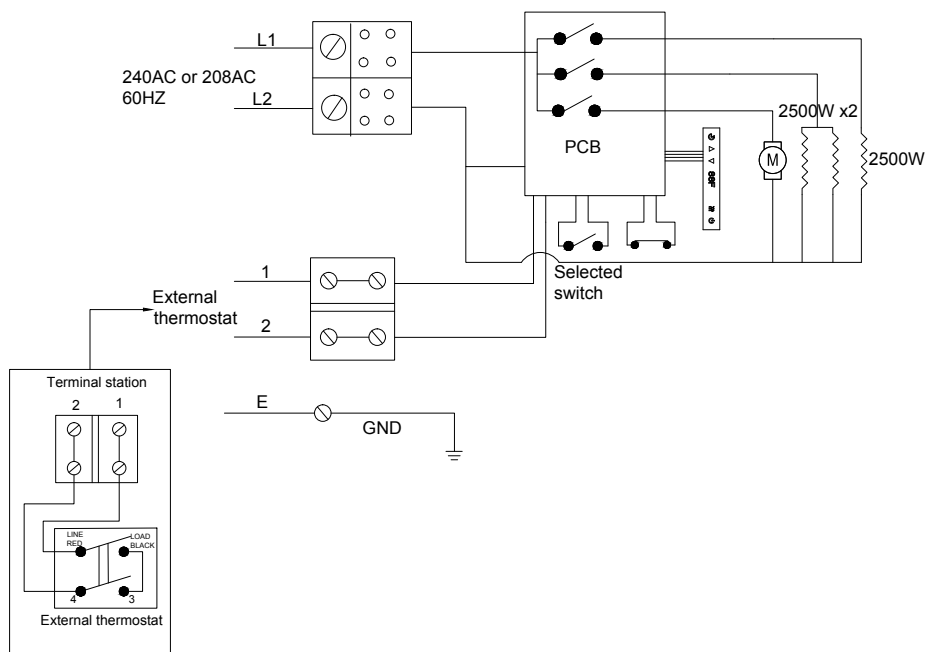 L1
240AC or 208AC
60HZ
L2
PCB
2500W x2
M
2500W
88F
Selected
switch
1
External
thermostat
2
Terminal station
2 1
E
GND
LINE
RED
LOAD
BLACK
4 3
External thermostat